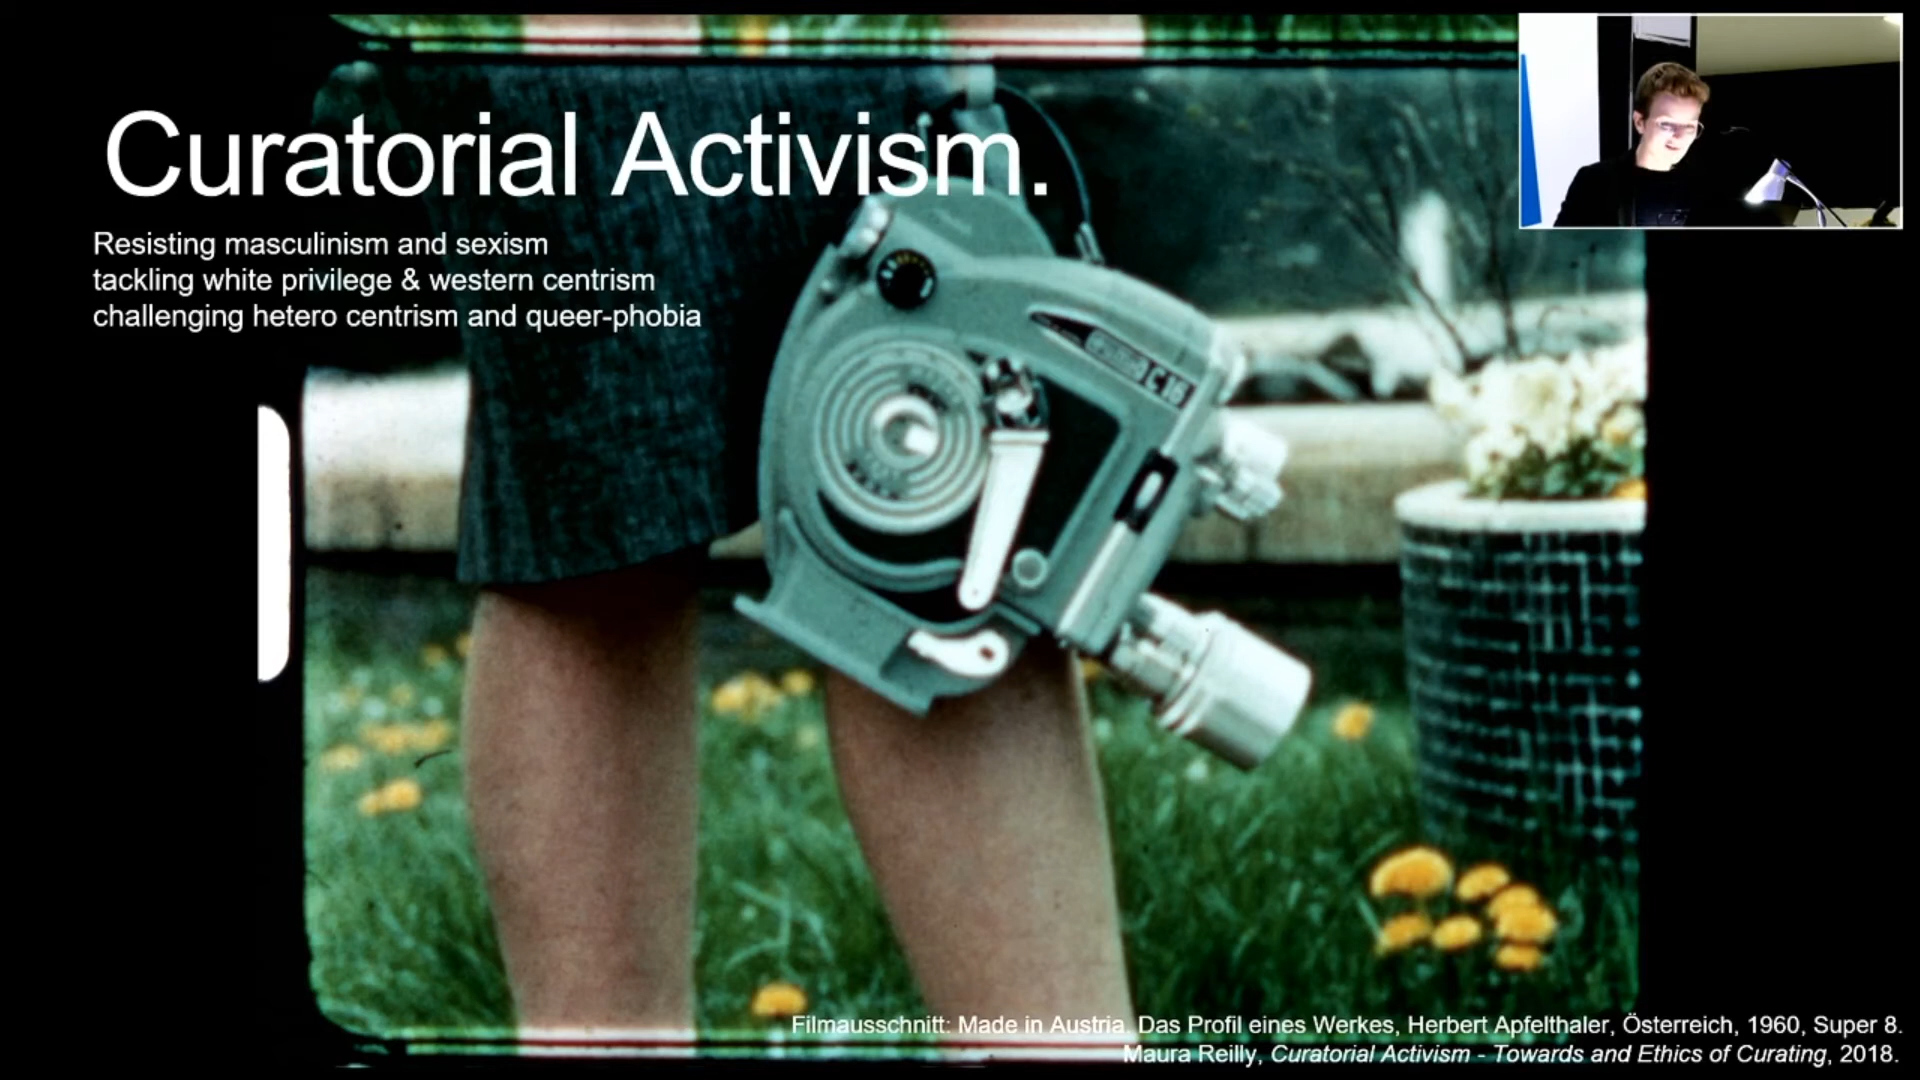 Curatorial Activism.
Resisting masculinism and sexism
tackling white privilege & western centrism
challenging hetero centrism and queer-phobia
C16
Filmausschnitt: Made in Austria. Das Profil eines Werkes, Herbert Apfelthaler, Österreich, 1960, Super 8.
Maura Reilly, Curatorial Activism - Towards and Ethics of Curating, 2018.